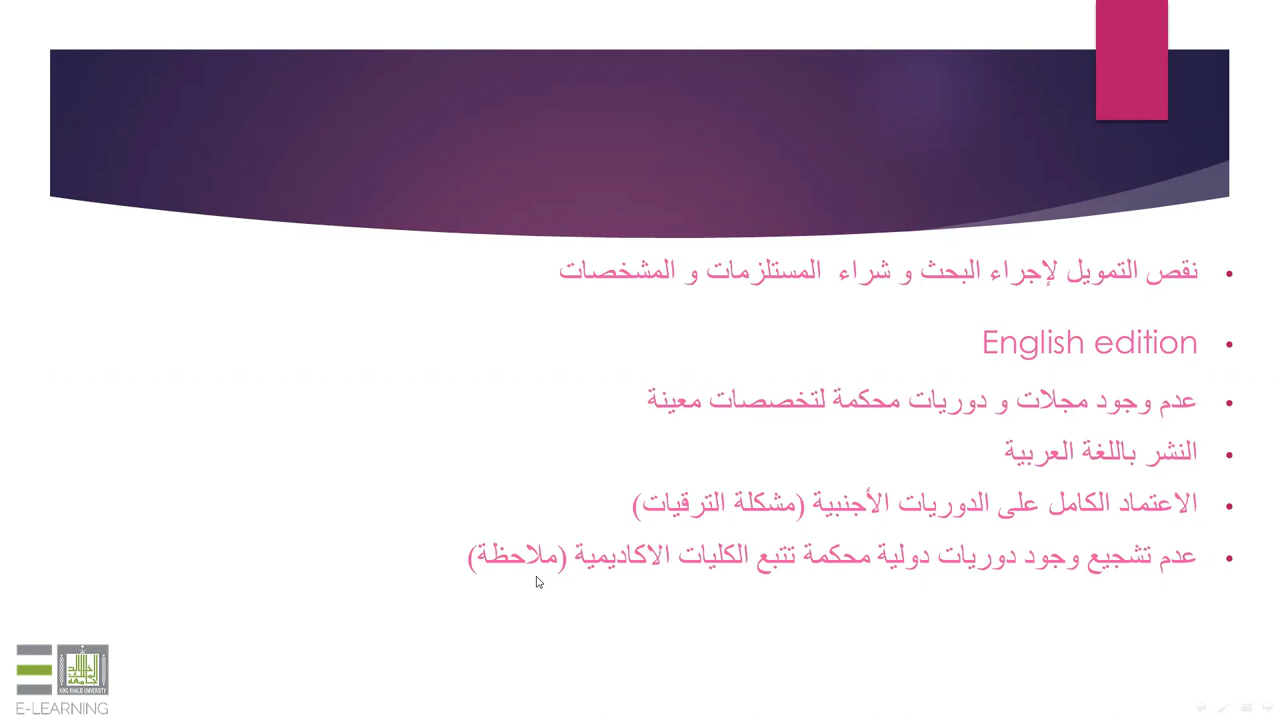 نقص التمويل لإجراء البحث و شراء المستلزمات و المشخصات
English edition
عدم وجود مجلات و دوريات محكمة لتخصصات معينة
النشر باللغة العربية
الاعتماد الكامل على الدوريات الأجنبية (مشكلة الترقيات)
عدم تشجيع وجود دوريات دولية محكمة تتبع الكليات الاكاديمية (ملاحظة)
KING KHALID UNIVERSITY
E-LEARNING